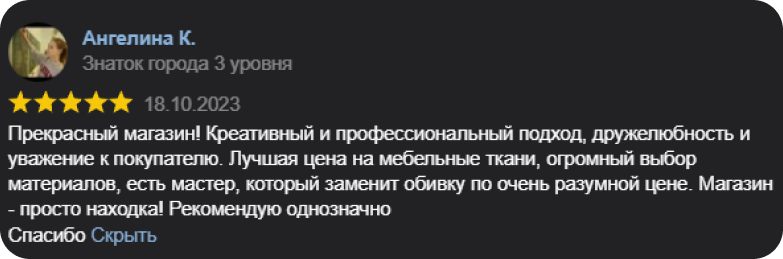 Ангелина К.
Знаток города 3 уровня
18.10.2023
Прекрасный магазин! Креативный и профессиональный подход, дружелюбность и
уважение к покупателю. Лучшая цена на мебельные ткани, огромный выбор
материалов, есть мастер, который заменит обивку по очень разумной цене. Магазин
- просто находка! Рекомендую однозначно
Спасибо Скрыть